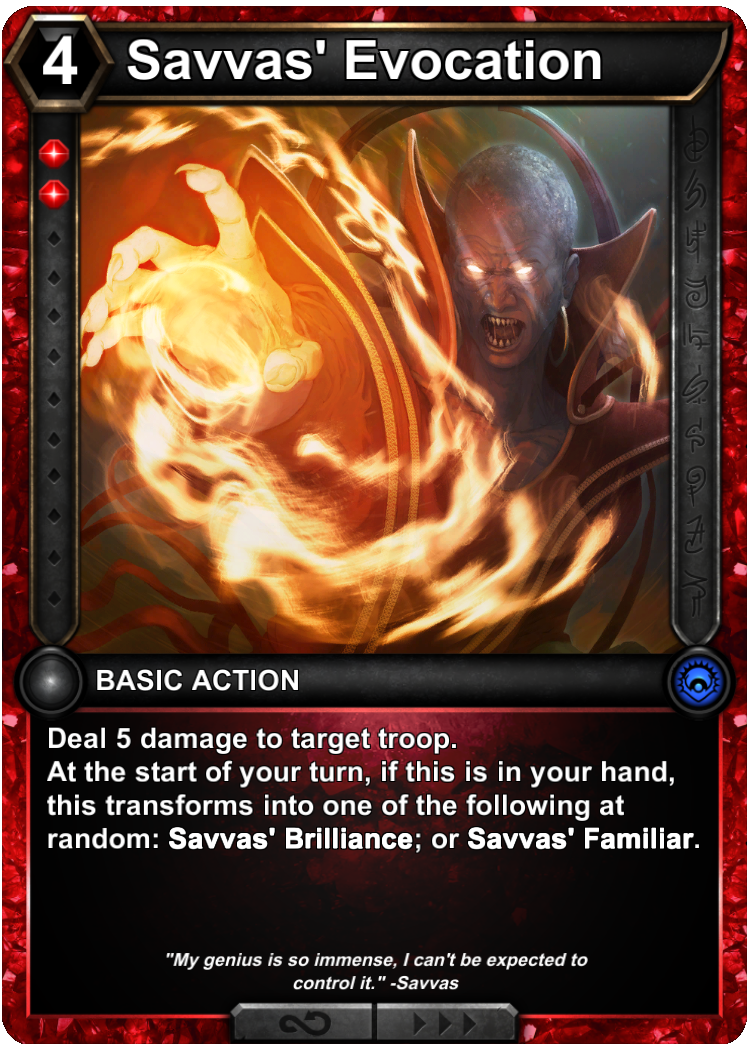 4
Savvas' Evocation
BASIC ACTION
Deal 5 damage to target troop.
At the start of your turn, if this is in your hand,
this transforms into one of the following at
random: Savvas' Brilliance; or Savvas' Familiar.
"My genius is so immense, I can't be expected to
control it." -Savvas